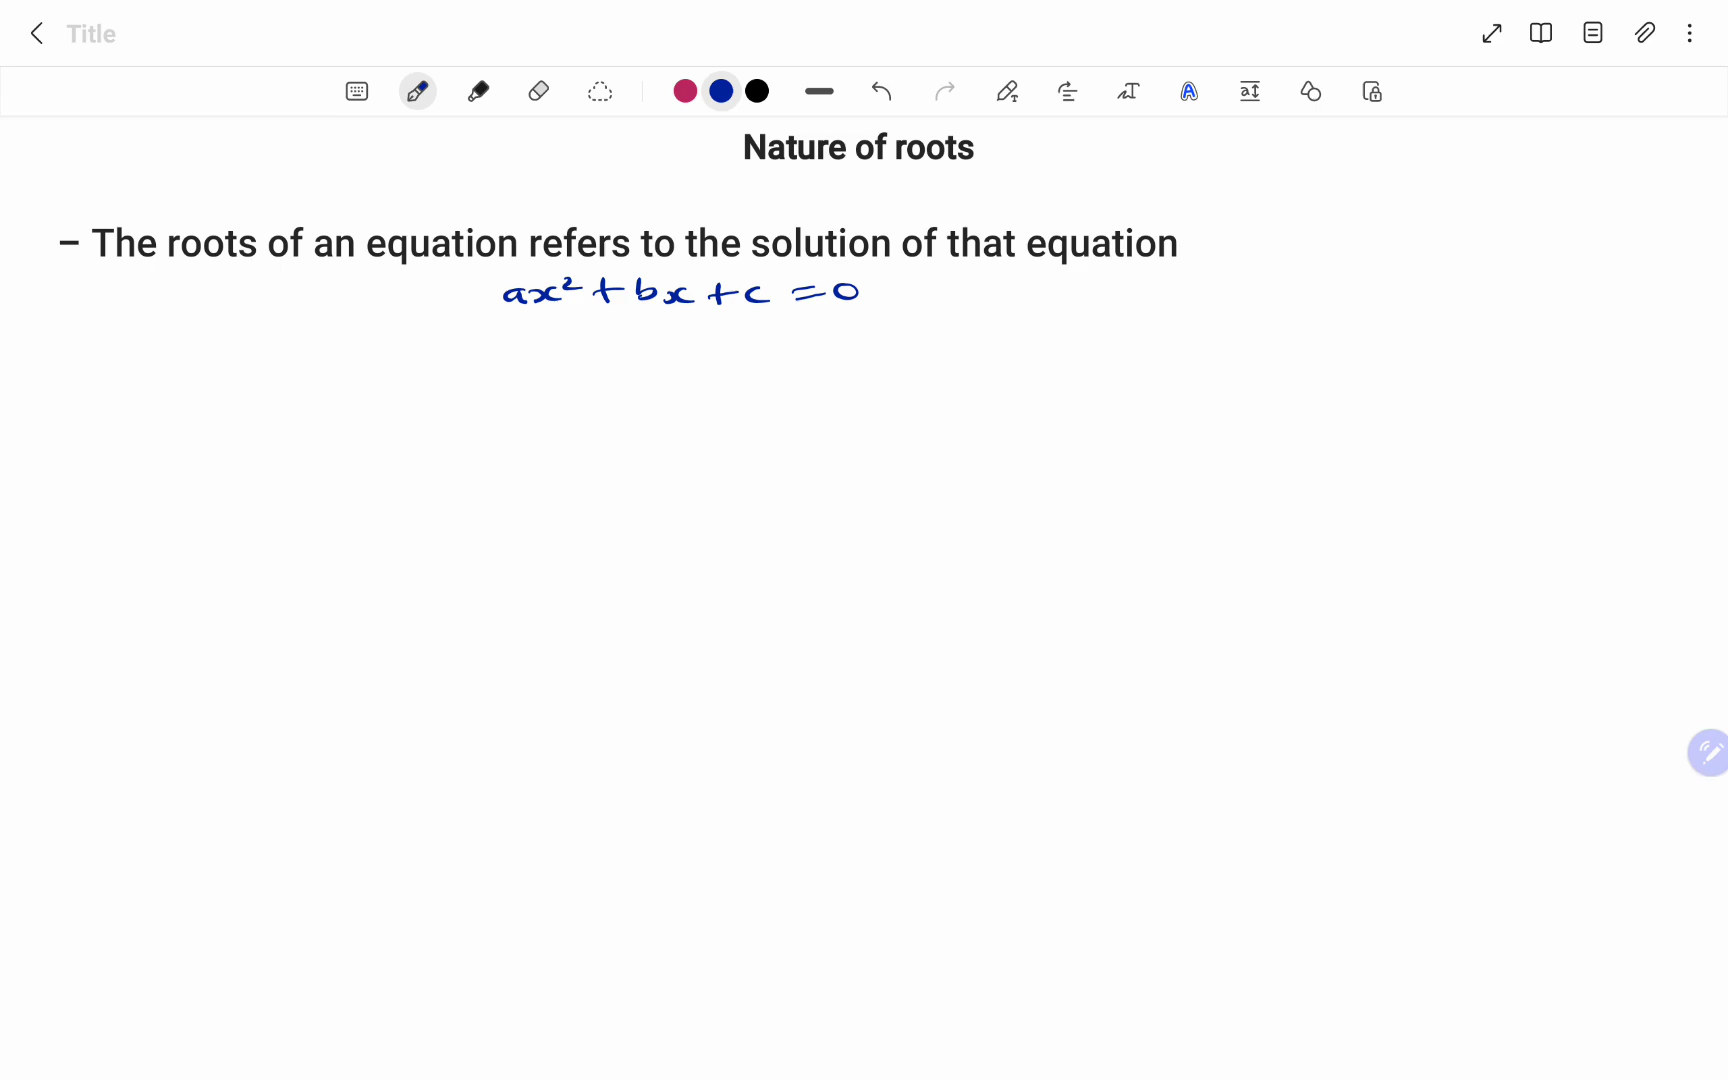 Title
Nature of roots
– The roots of an equation refers to the solution of that equation
ax² + bx + c = 0